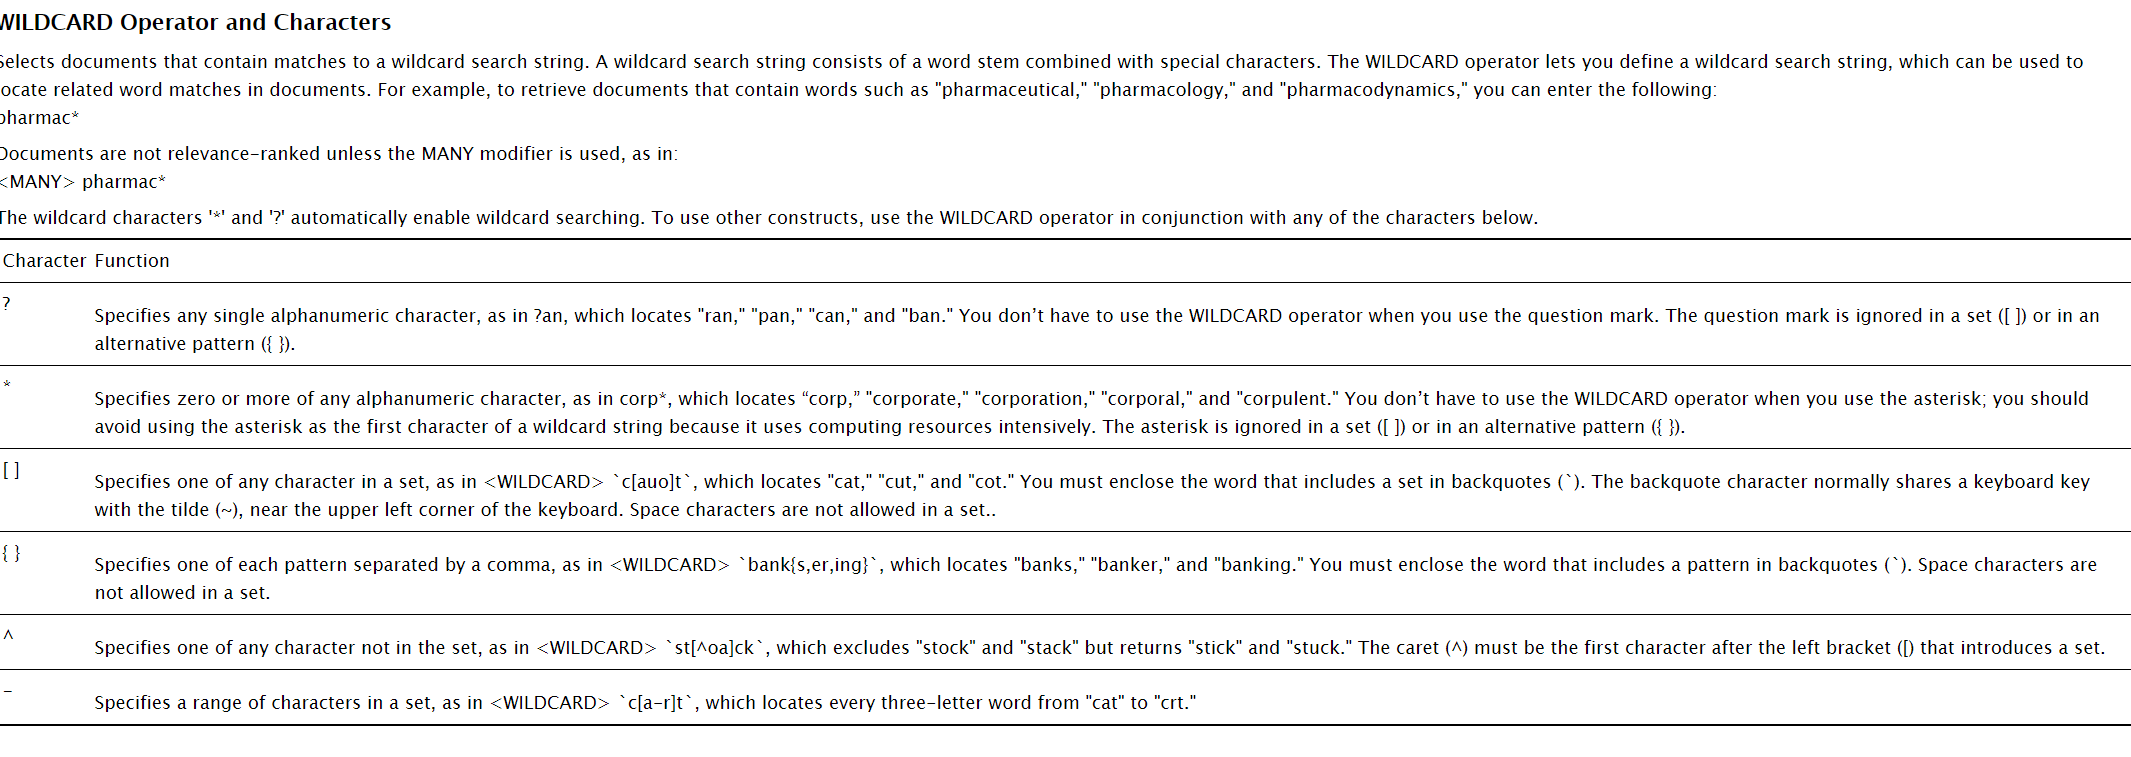 WILDCARD Operator and Characters
Selects documents that contain matches to a wildcard search string. A wildcard search string consists of a word stem combined with special characters. The WILDCARD operator lets you define a wildcard search string, which can be used to
locate related word matches in documents. For example, to retrieve documents that contain words such as "pharmaceutical," "pharmacology," and "pharmacodynamics," you can enter the following:
pharmac*
Documents are not relevance-ranked unless the MANY modifier is used, as in:
<MANY> pharmac*
The wildcard characters '*' and '?' automatically enable wildcard searching. To use other constructs, use the WILDCARD operator in conjunction with any of the characters below.
Character Function
?
Specifies any single alphanumeric character, as in ?an, which locates "ran," "pan," "can," and "ban." You don’t have to use the WILDCARD operator when you use the question mark. The question mark is ignored in a set ([ ]) or in an
alternative pattern ({ }).
*
Specifies zero or more of any alphanumeric character, as in corp*, which locates “corp,” "corporate," "corporation," "corporal," and "corpulent." You don’t have to use the WILDCARD operator when you use the asterisk; you should
avoid using the asterisk as the first character of a wildcard string because it uses computing resources intensively. The asterisk is ignored in a set ([ ]) or in an alternative pattern ({ }).
[ ]
Specifies one of any character in a set, as in <WILDCARD> `c[auo]t`, which locates "cat," "cut," and "cot." You must enclose the word that includes a set in backquotes (`). The backquote character normally shares a keyboard key
with the tilde (~), near the upper left corner of the keyboard. Space characters are not allowed in a set..
{ }
Specifies one of each pattern separated by a comma, as in <WILDCARD> `bank{s,er,ing}`, which locates "banks," "banker," and "banking." You must enclose the word that includes a pattern in backquotes (`). Space characters are
not allowed in a set.
^
Specifies one of any character not in the set, as in <WILDCARD> `st[^oa]ck`, which excludes "stock" and "stack" but returns "stick" and "stuck." The caret (^) must be the first character after the left bracket ([) that introduces a set.
-
Specifies a range of characters in a set, as in <WILDCARD> `c[a-r]t`, which locates every three-letter word from "cat" to "crt."